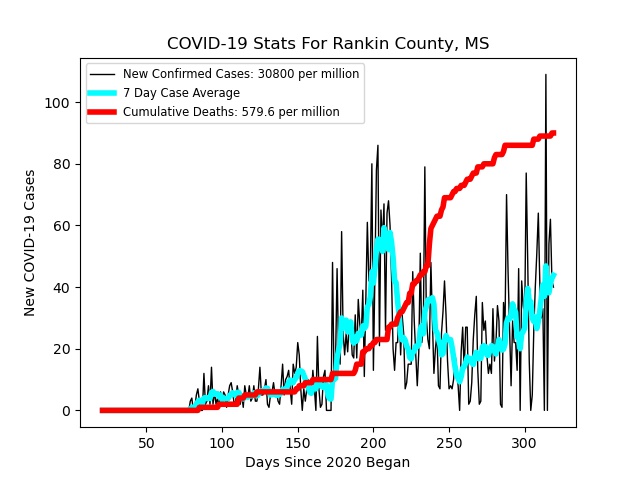 COVID-19 Stats For Rankin County, MS
New Confirmed Cases: 30800 per million
7 Day Case Average
Cumulative Deaths: 579.6 per million
New COVID-19 Cases
100
80
60
40
20
0
50 100 150 200 250 300
Days Since 2020 Began